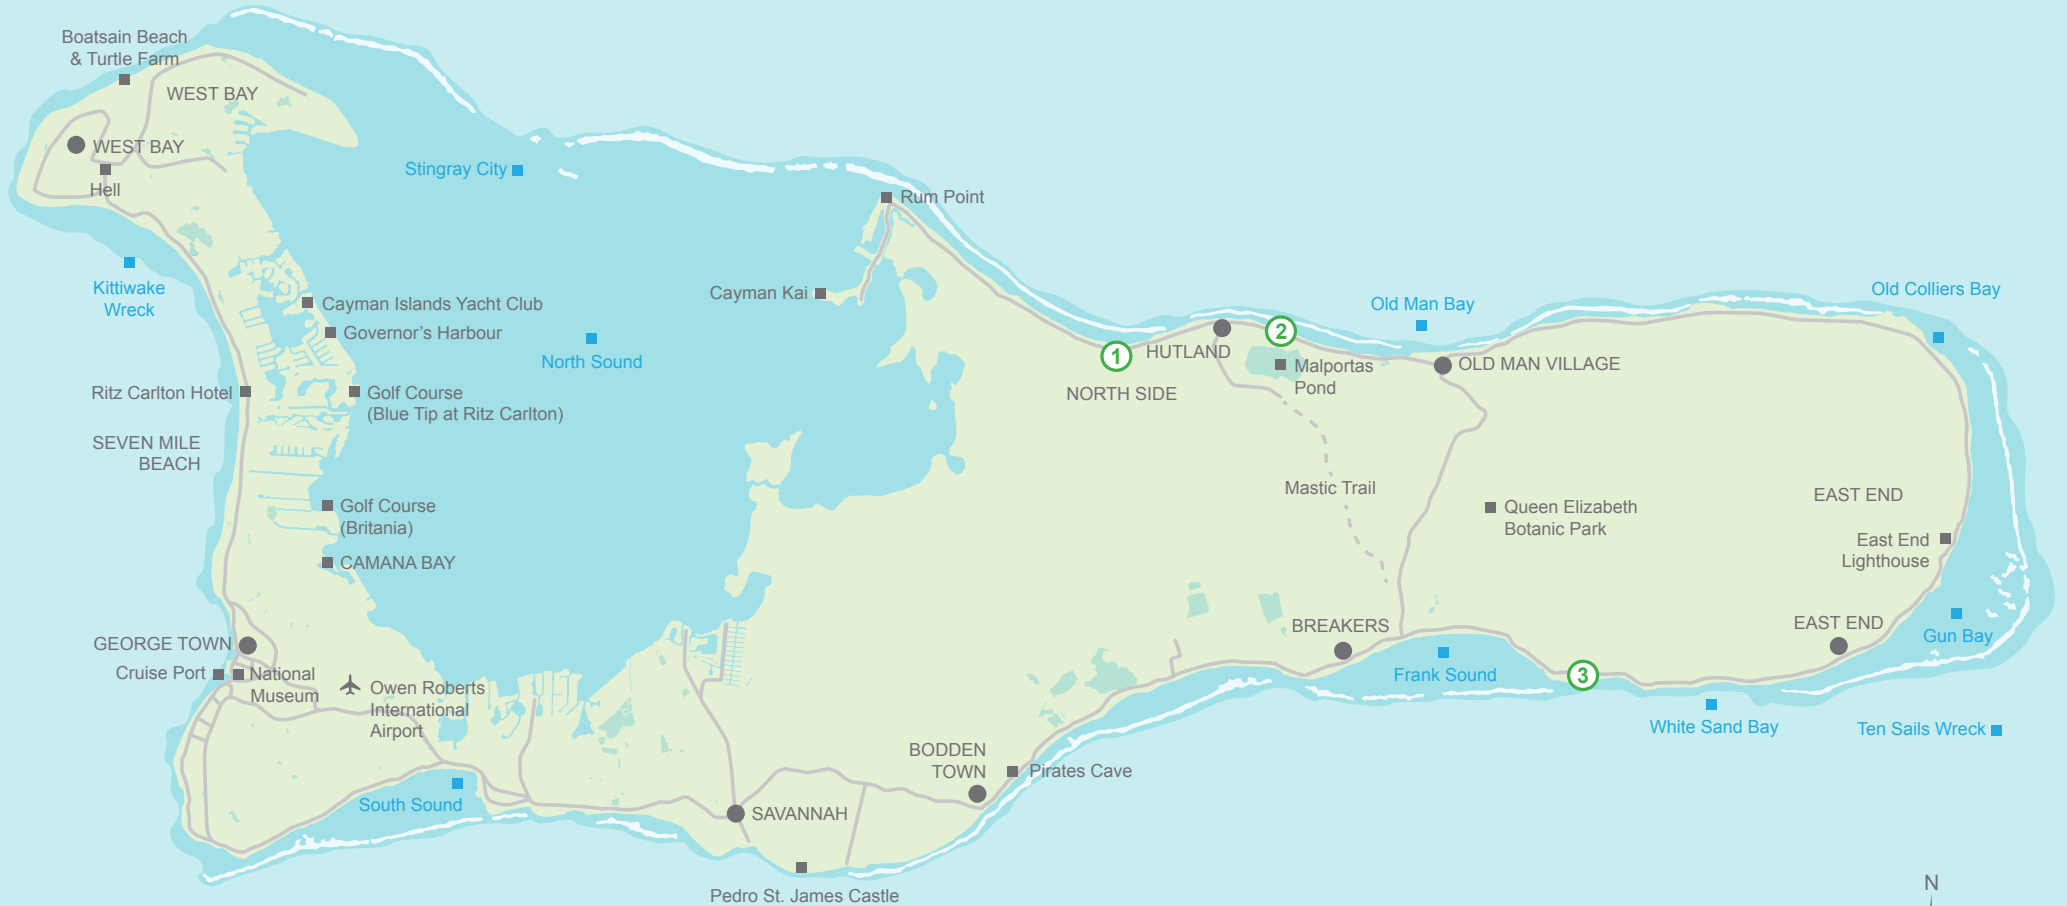 Boatsain Beach
& Turtle Farm
WEST BAY
WEST BAY
Hell
Stingray City
Rum Point
Kittiwake
Wreck
Cayman Islands Yacht Club
Governor's Harbour
North Sound
Cayman Kai
Old Man Bay
Old Colliers Bay
1
HUTLAND
2
Malportas
Pond
OLD MAN VILLAGE
NORTH SIDE
Ritz Carlton Hotel
Golf Course
(Blue Tip at Ritz Carlton)
SEVEN MILE
BEACH
Golf Course
(Britania)
CAMANA BAY
Mastic Trail
Queen Elizabeth
Botanic Park
EAST END
East End
Lighthouse
GEORGE TOWN
Cruise Port
National
Museum
Owen Roberts
International
Airport
BREAKERS
Frank Sound
3
EAST END
Gun Bay
White Sand Bay
Ten Sails Wreck
BODDEN
TOWN
Pirates Cave
South Sound
SAVANNAH
Pedro St. James Castle
N